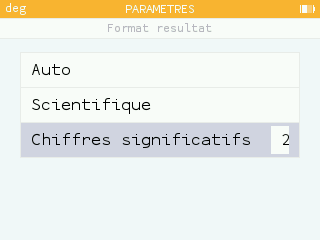 deg PARAMETRES
Format resultat
Auto
Scientifique
Chiffres significatifs 2